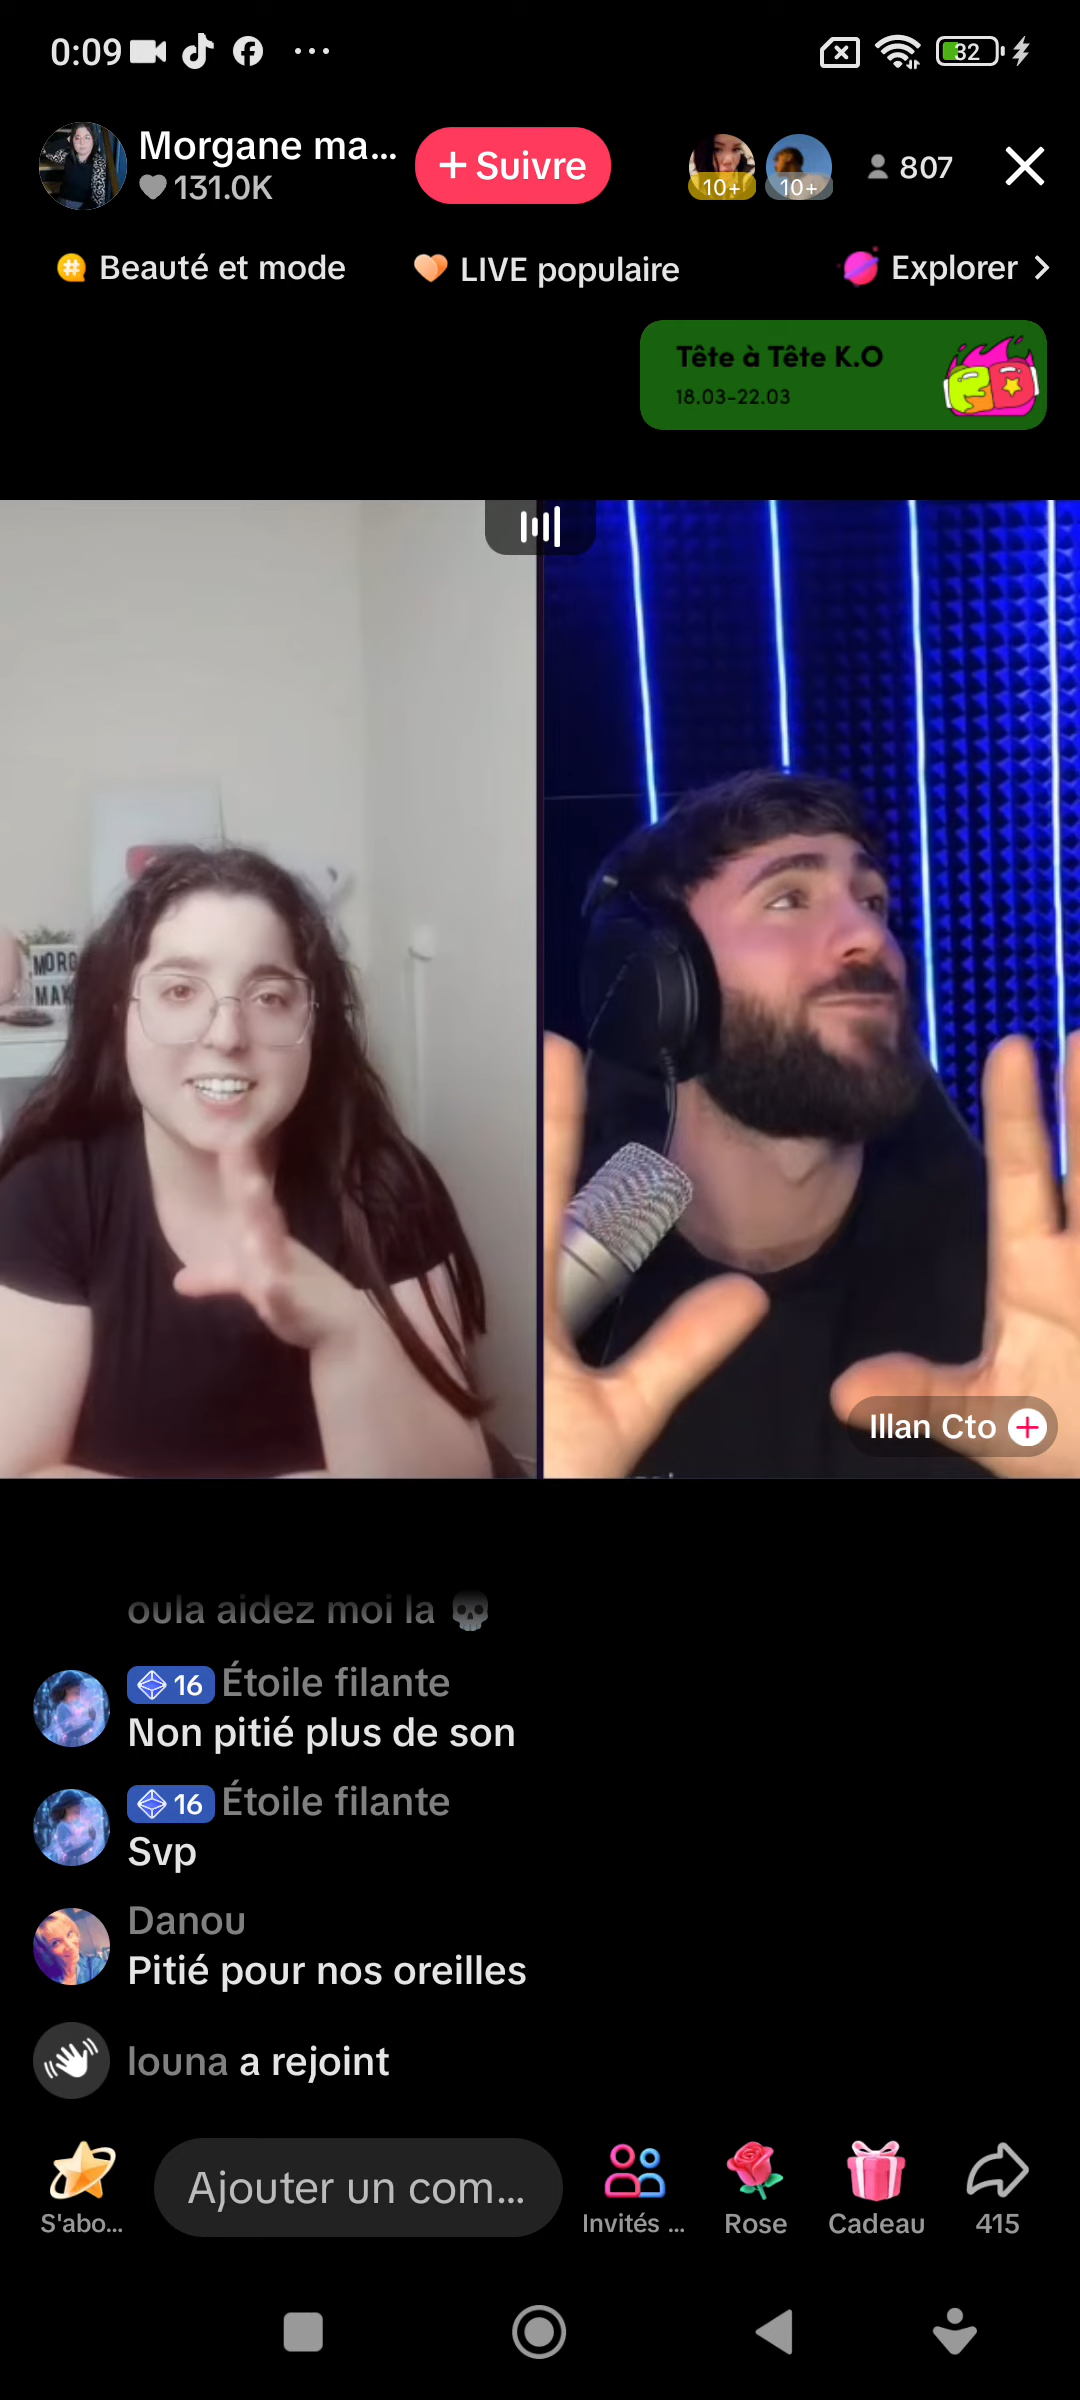 0:09
32
Morgane ma...
131.0K
+ Suivre
10+
10+
807
Beauté et mode
LIVE populaire
Explorer
Tête à Tête K.O
18.03-22.03
MORG
MAK
Illan Cto
oula aidez moi la 💀
16 Étoile filante
Non pitié plus de son
16 Étoile filante
Svp
Danou
Pitié pour nos oreilles
louna a rejoint
S'abo...
Ajouter un com...
Invités ...
Rose
Cadeau
415